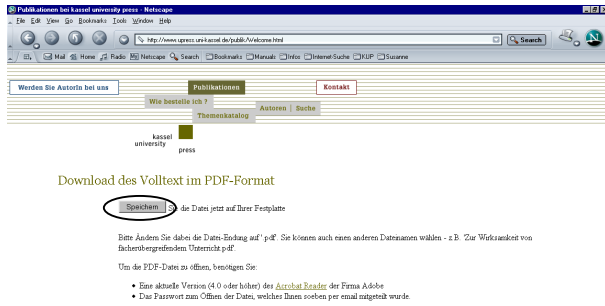 Publikationen bei kassel university press - Netscape
File Edit View Go Bookmarks Tools Window Help
http://www.upress.uni-kassel.de/publik/Welcome.html
Search
Mail Home Radio Netscape Search Bookmarks Manuals Infos Internet-Suche KUP Susanne
Werden Sie AutorIn bei uns
Publikationen
Kontakt
Wie bestelle ich ?
Autoren | Suche
Themenkatalog
kassel
university
press
Download des Volltext im PDF-Format
Speichern Sie die Datei jetzt auf Ihrer Festplatte
Bitte Ändern Sie dabei die Datei-Endung auf '.pdf'. Sie können auch einen anderen Dateinamen wählen - z.B. 'Zur Wirksamkeit von
fächerübergreifendem Unterricht.pdf'.
Um die PDF-Datei zu öffnen, benötigen Sie:
• Eine aktuelle Version (4.0 oder höher) des Acrobat Reader der Firma Adobe
• Das Passwort zum Öffnen der Datei, welches Ihnen soeben per email mitgeteilt wurde.